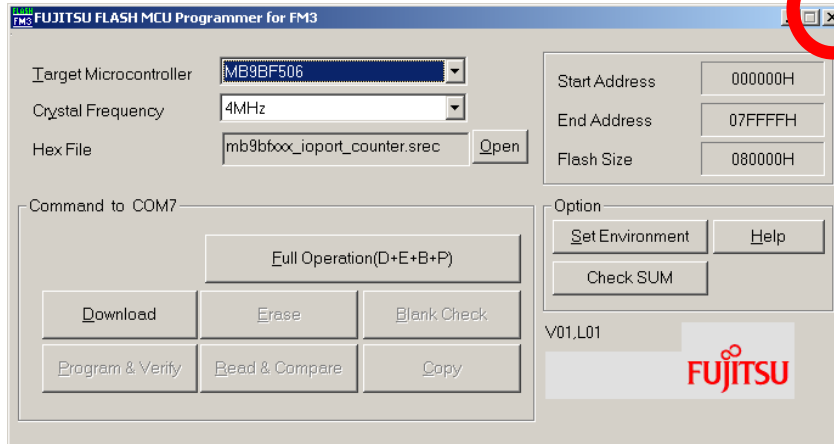 FLASH FM3 FUJITSU FLASH MCU Programmer for FM3
Target Microcontroller MB9BF506
Crystal Frequency 4MHz
Hex File mb9bfxxx_ioport_counter.srec Open
Start Address 000000H
End Address 07FFFFH
Flash Size 080000H
Command to COM7
Full Operation(D+E+B+P)
Download Erase Blank Check
Program & Verify Read & Compare Copy
Option
Set Environment Help
Check SUM
V01,L01
FUJITSU